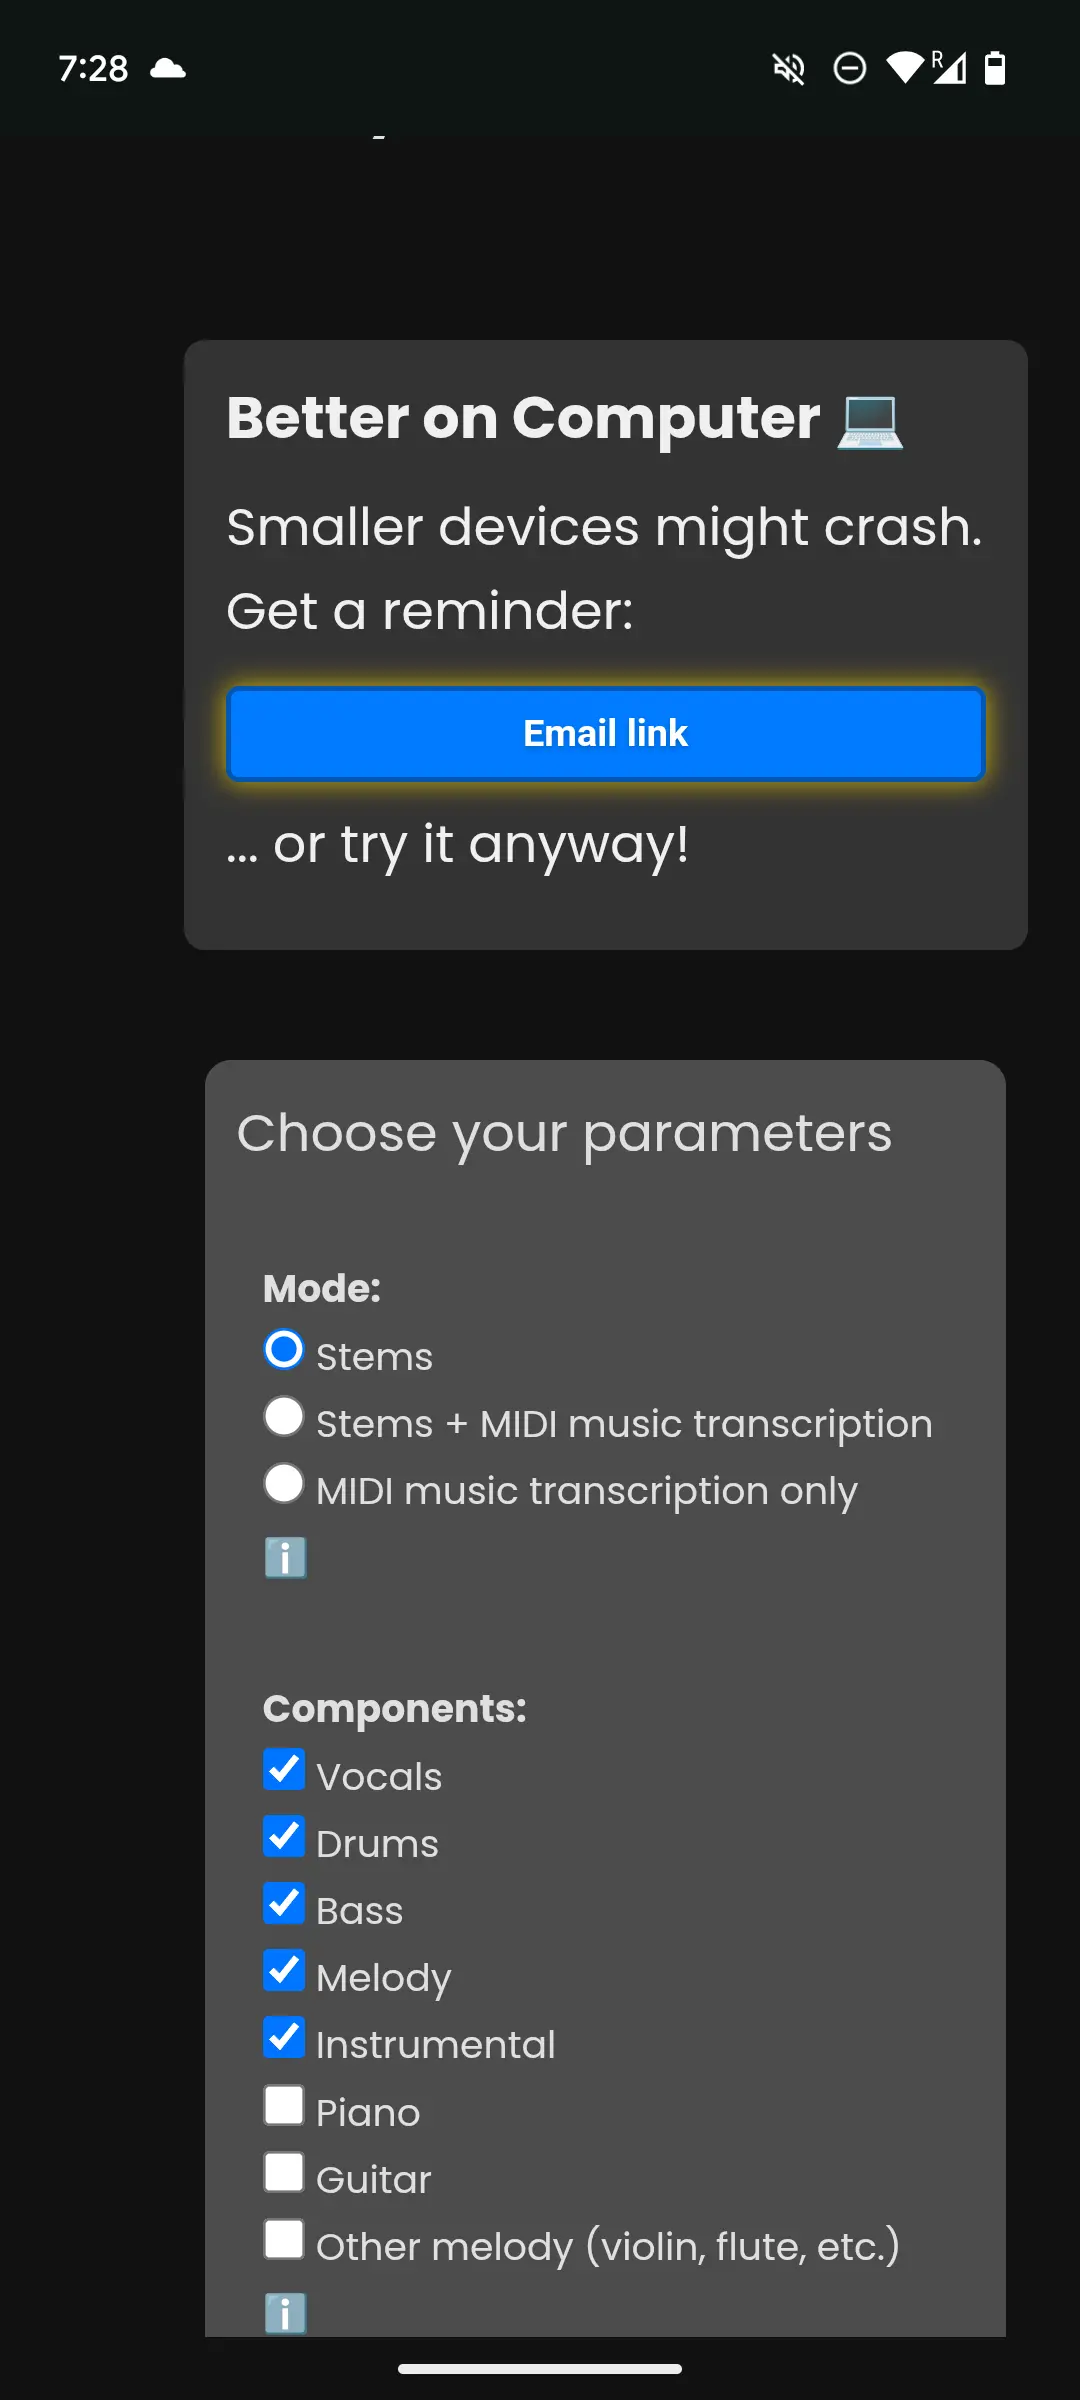 7:28
R
Better on Computer 💻
Smaller devices might crash.
Get a reminder:
Email link
... or try it anyway!
Choose your parameters
Mode:
Stems
Stems + MIDI music transcription
MIDI music transcription only
ℹ️
Components:
Vocals
Drums
Bass
Melody
Instrumental
Piano
Guitar
Other melody (violin, flute, etc.)
ℹ️